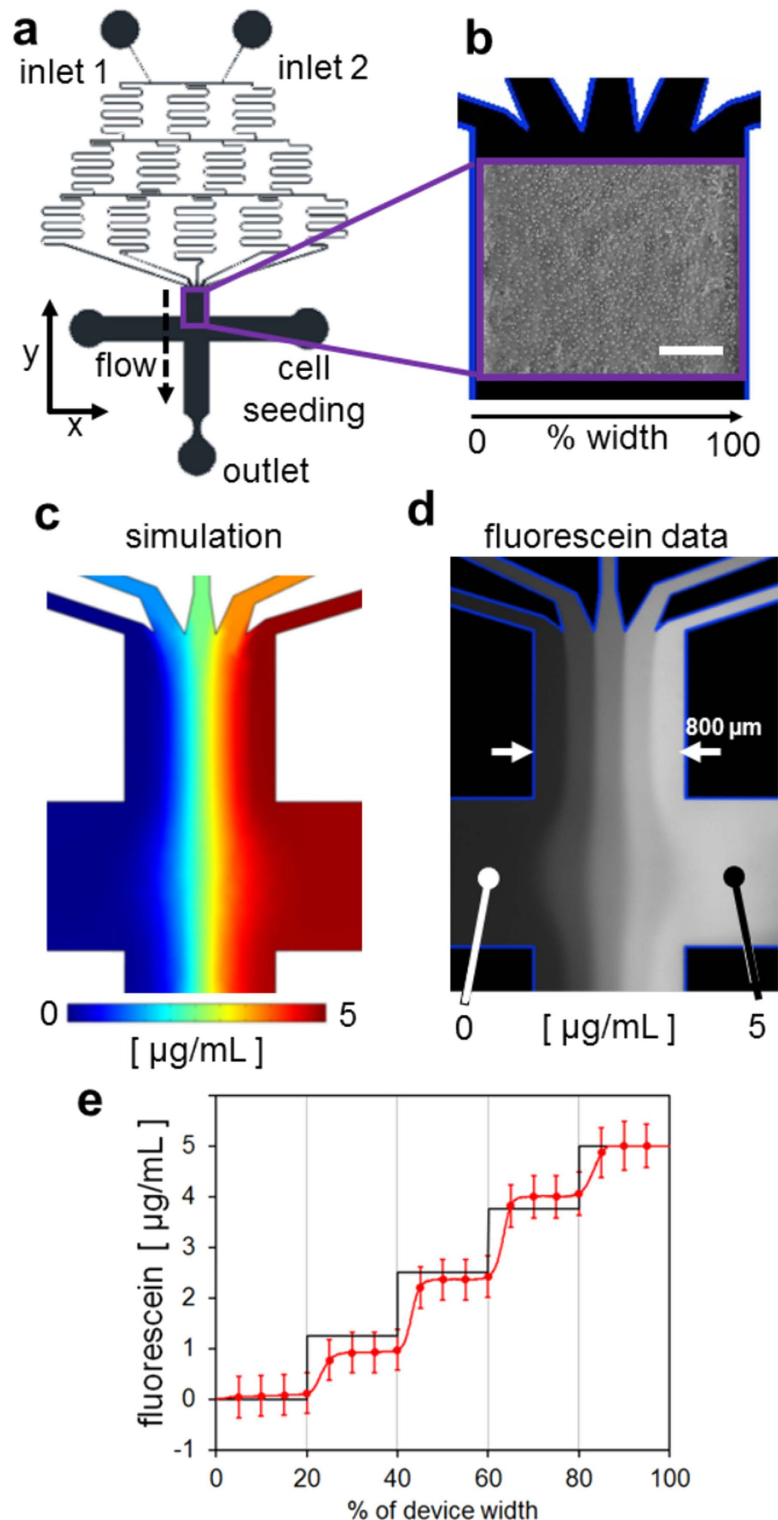 a
inlet 1
inlet 2
y
x
flow
cell
seeding
outlet
b
0
% width
100
c
simulation
0
5
[ µg/mL ]
d
fluorescein data
800 µm
0
5
[ µg/mL ]
e
fluorescein [ µg/mL ]
5
4
3
2
1
0
-1
0
20
40
60
80
100
% of device width